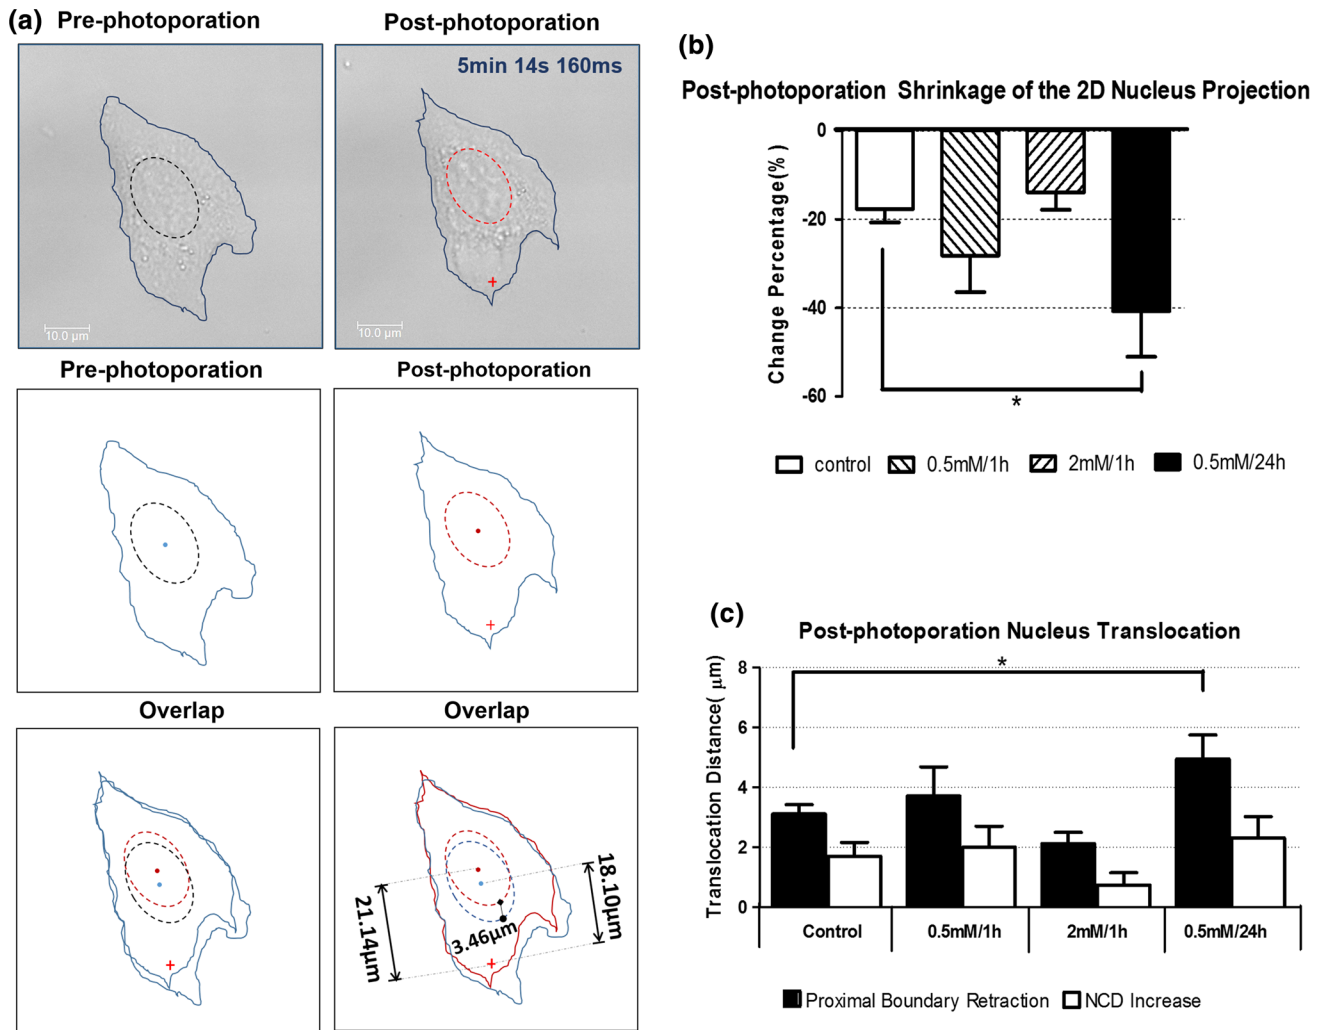 (a) Pre-photoporation
Post-photoporation
5min 14s 160ms
10.0 µm
10.0 µm
Pre-photoporation
Post-photoporation
Overlap
Overlap
21.14µm
3.46µm
18.10µm
(b)
Post-photoporation Shrinkage of the 2D Nucleus Projection
Change Percentage(%)
0
-20
-40
-60
*
control 0.5mM/1h 2mM/1h 0.5mM/24h
(c)
Post-photoporation Nucleus Translocation
Translocation Distance( µm)
8
6
4
2
0
*
Control 0.5mM/1h 2mM/1h 0.5mM/24h
Proximal Boundary Retraction NCD Increase